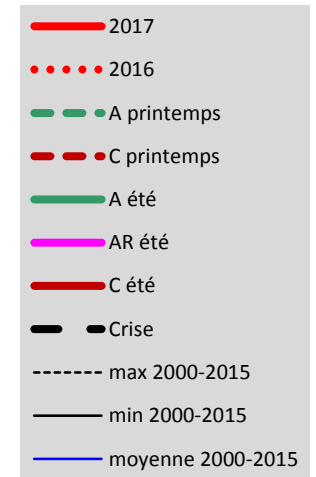 2017
2016
A printemps
C printemps
A été
AR été
C été
Crise
max 2000-2015
min 2000-2015
moyenne 2000-2015